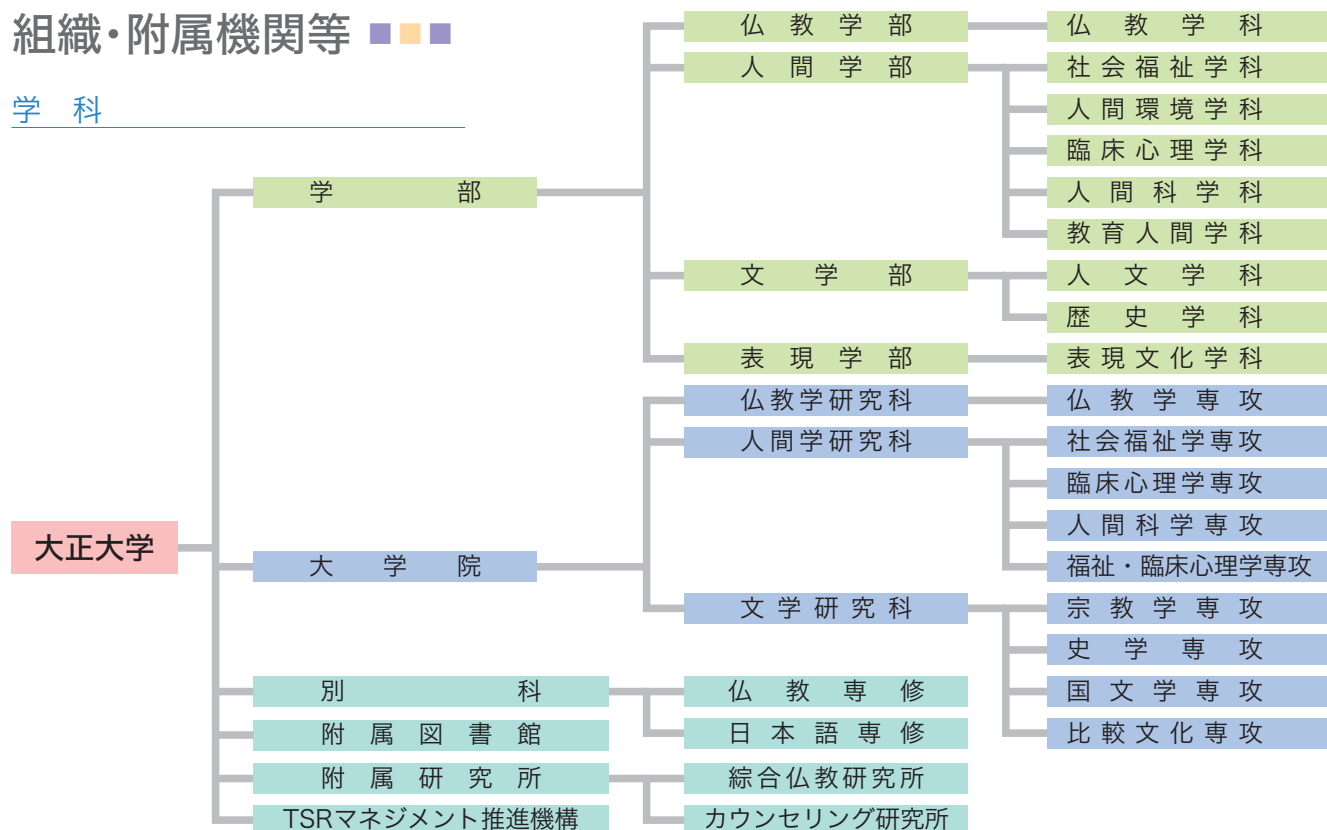 組織・附属機関等
学科
大正大学
学部
仏教学部
仏教学科
人間学部
社会福祉学科
人間環境学科
臨床心理学科
人間科学科
教育人間学科
文学部
人文学科
歴史学科
表現学部
表現文化学科
大学院
仏教学研究科
仏教学専攻
人間学研究科
社会福祉学専攻
臨床心理学専攻
人間科学専攻
福祉・臨床心理学専攻
文学研究科
宗教学専攻
史学専攻
国文学専攻
比較文化専攻
別科
仏教専修
日本語専修
附属図書館
附属研究所
綜合仏教研究所
カウンセリング研究所
TSRマネジメント推進機構